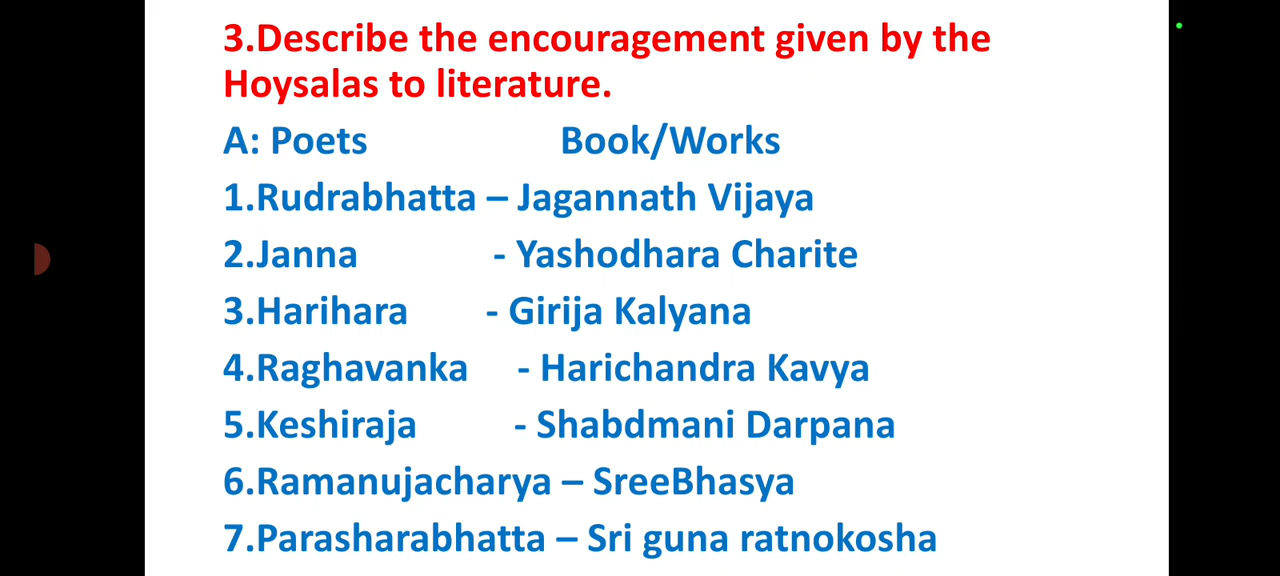 3.Describe the encouragement given by the
Hoysalas to literature.
A: Poets Book/Works
1.Rudrabhatta – Jagannath Vijaya
2.Janna - Yashodhara Charite
3.Harihara - Girija Kalyana
4.Raghavanka - Harichandra Kavya
5.Keshiraja - Shabdmani Darpana
6.Ramanujacharya – SreeBhasya
7.Parasharabhatta – Sri guna ratnokosha